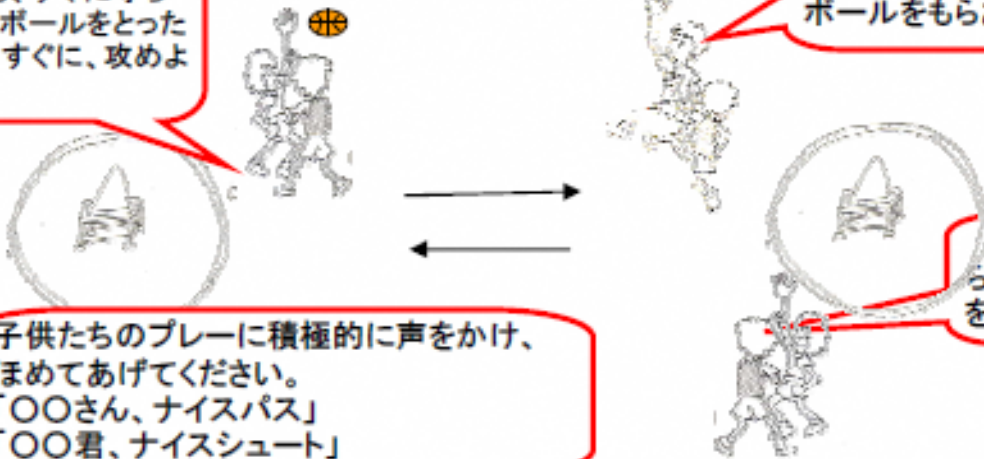 ボールをとった
すぐに、攻めよ
ボールをもら
子供たちのプレーに積極的に声をかけ、
ほめてあげてください。
「〇〇さん、ナイスパス」
「〇〇君、ナイスシュート」
を